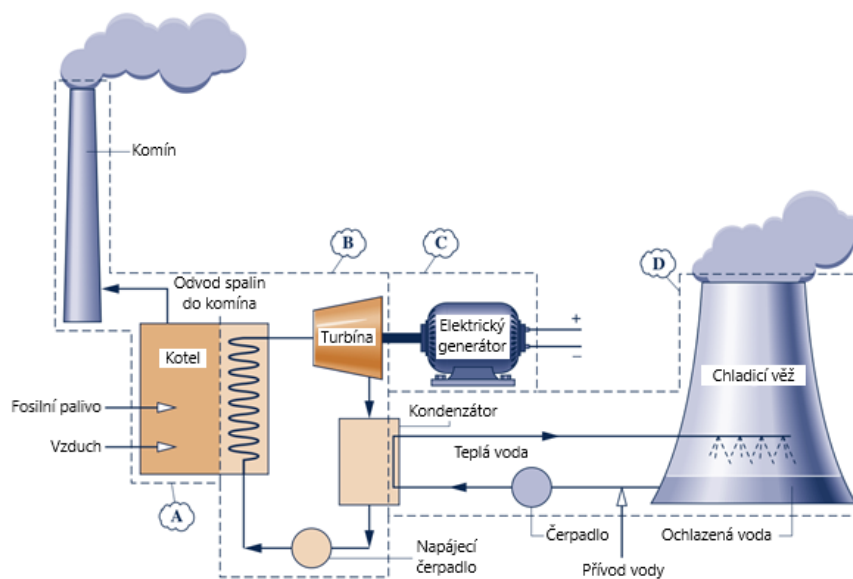 Komín
B
C
D
Odvod spalin
do komína
+
Turbína
Elektrický
generátor
−
Kotel
Chladicí věž
Fosilní palivo
Kondenzátor
Vzduch
Teplá voda
A
Napájecí
čerpadlo
Čerpadlo
Ochlazená voda
Přívod vody